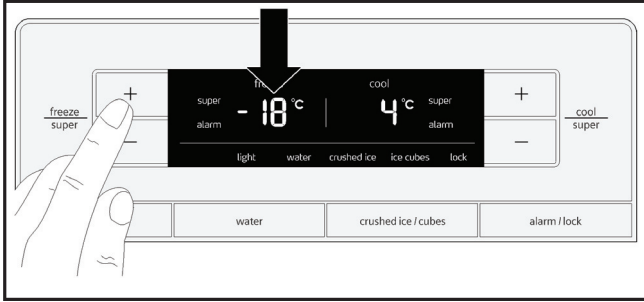 fre
cool
+
super
- 18 °C
4 °C
super
+
freeze
super
alarm
alarm
cool
super
—
—
light water crushed ice ice cubes lock
water
crushed ice / cubes
alarm / lock